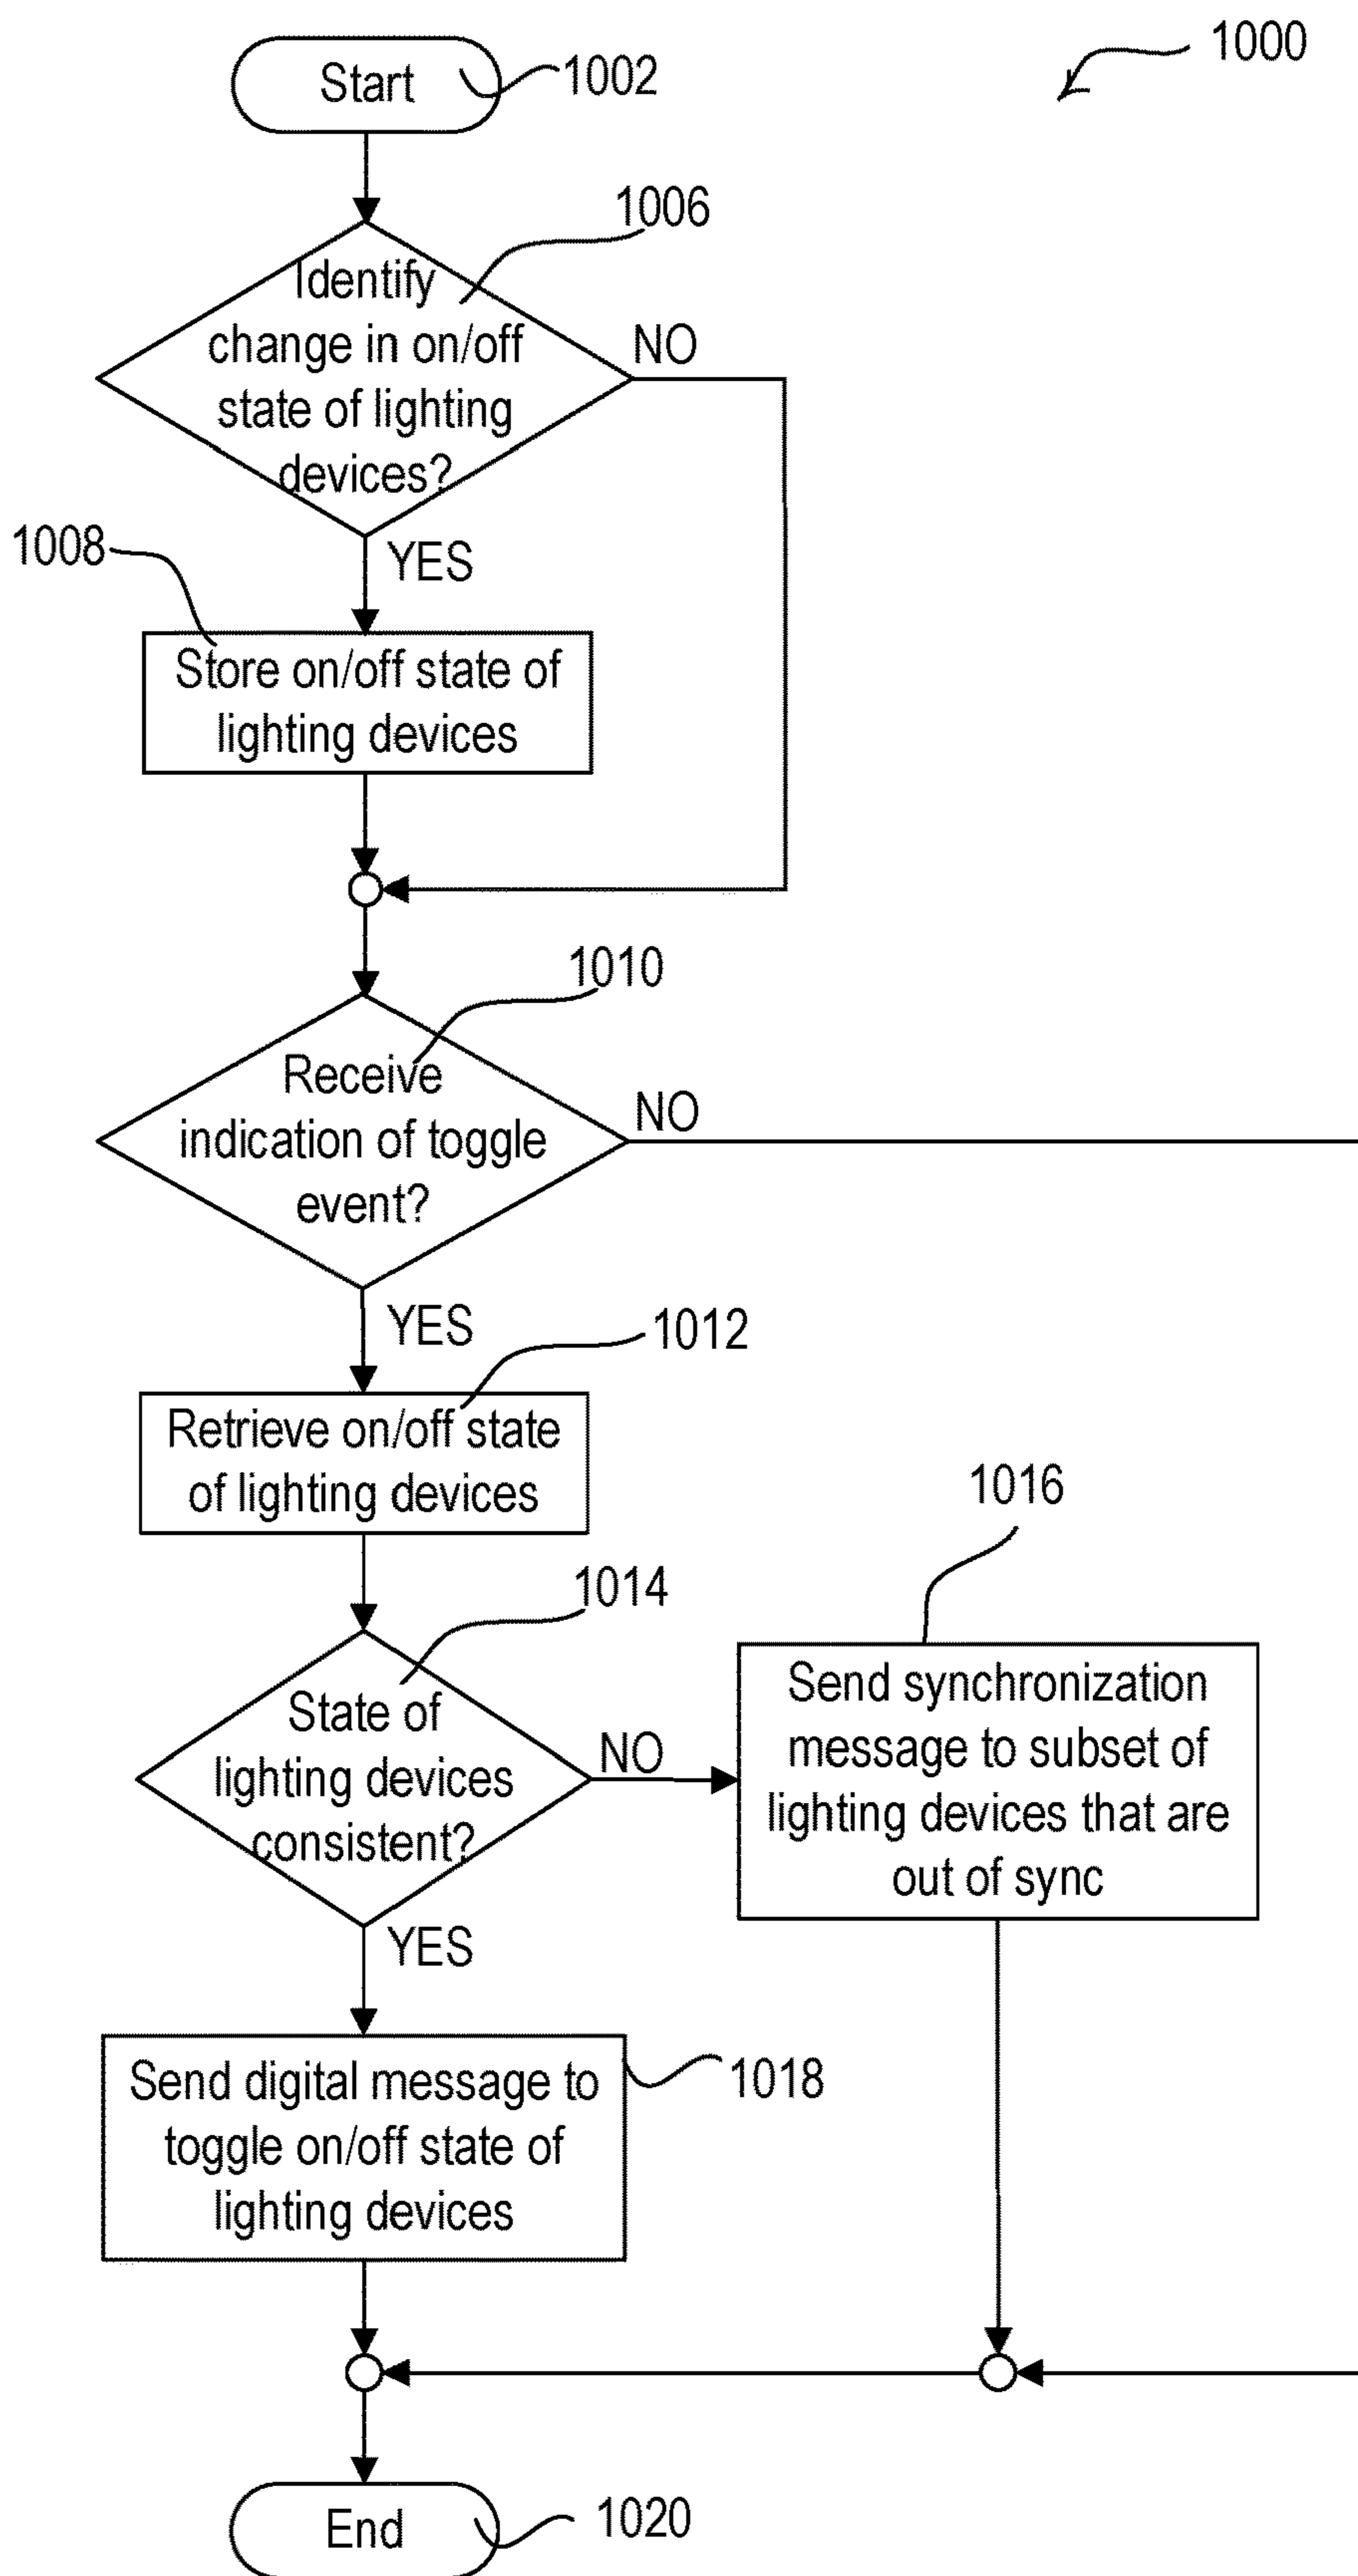 1000
Start
1002
1006
Identify
change in on/off
state of lighting
devices?
NO
YES
1008
Store on/off state of
lighting devices
1010
Receive
indication of toggle
event?
NO
YES
1012
Retrieve on/off state
of lighting devices
1014
State of
lighting devices
consistent?
NO
1016
Send synchronization
message to subset of
lighting devices that are
out of sync
YES
Send digital message to
toggle on/off state of
lighting devices
1018
End
1020